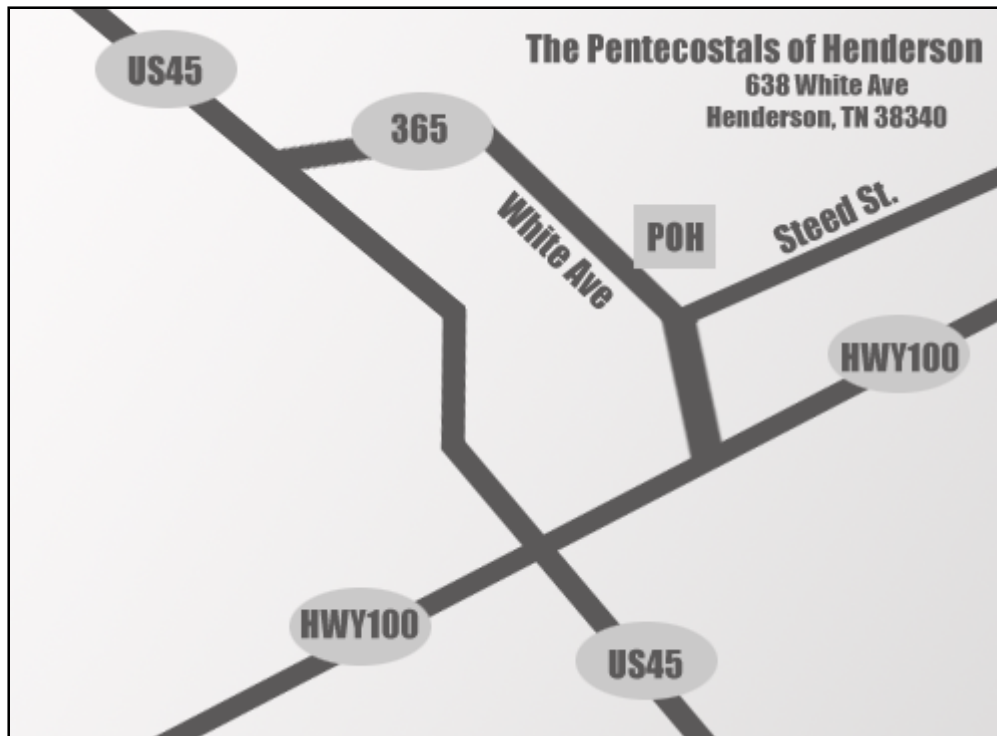 The Pentecostals of Henderson
638 White Ave
Henderson, TN 38340
US45
365
White Ave
POH
Steed St.
HWY100
HWY100
US45